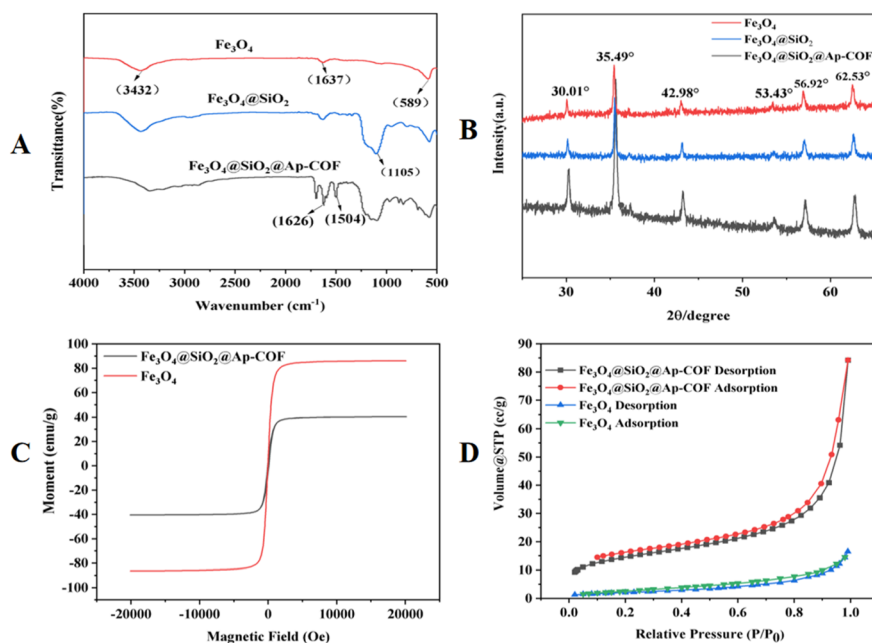 A
Fe₃O₄
(3432)
(1637)
(589)
Fe₃O₄@SiO₂
(1105)
Fe₃O₄@SiO₂@Ap-COF
(1626)
(1504)
Transittance(%)
4000 3500 3000 2500 2000 1500 1000 500
Wavenumber (cm⁻¹)
B
Fe₃O₄
Fe₃O₄@SiO₂
Fe₃O₄@SiO₂@Ap-COF
30.01°
35.49°
42.98°
53.43°
56.92°
62.53°
Intensity(a.u.)
30 40 50 60
2θ/degree
C
Fe₃O₄@SiO₂@Ap-COF
Fe₃O₄
Moment (emu/g)
100
80
60
40
20
0
-20
-40
-60
-80
-100
-20000 -10000 0 10000 20000
Magnetic Field (Oe)
D
Fe₃O₄@SiO₂@Ap-COF Desorption
Fe₃O₄@SiO₂@Ap-COF Adsorption
Fe₃O₄ Desorption
Fe₃O₄ Adsorption
Volume@STP (cc/g)
90
80
70
60
50
40
30
20
10
0
0.0 0.2 0.4 0.6 0.8 1.0
Relative Pressure (P/P₀)